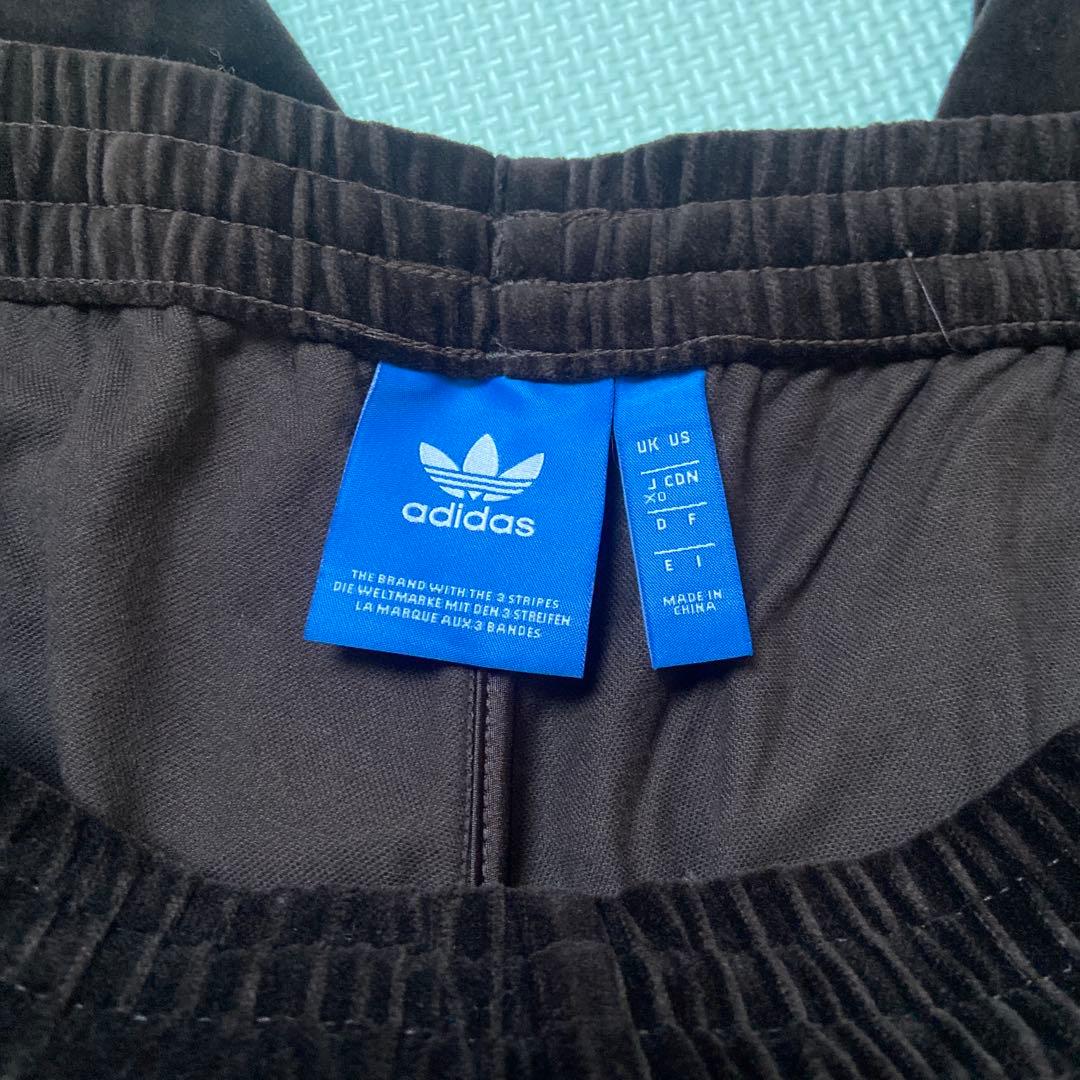 adidas
THE BRAND WITH THE 3 STRIPES
DIE WELTMARKE MIT DEN 3 STREIFEN
LA MARQUE AUX 3 BANDES
UK US
J CDN
XO
D F
E I
MADE IN
CHINA